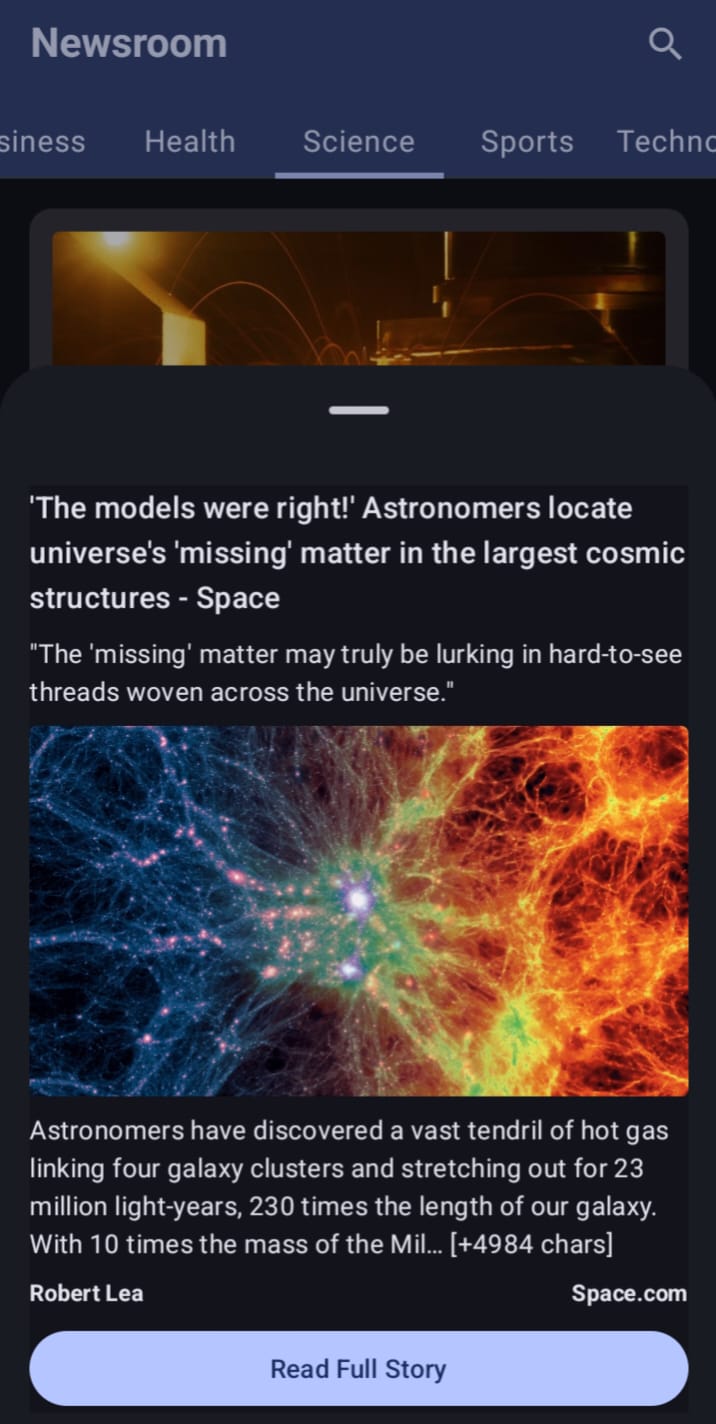 Newsroom
siness Health Science Sports Techno
'The models were right!' Astronomers locate
universe's 'missing' matter in the largest cosmic
structures - Space
"The 'missing' matter may truly be lurking in hard-to-see
threads woven across the universe."
Astronomers have discovered a vast tendril of hot gas
linking four galaxy clusters and stretching out for 23
million light-years, 230 times the length of our galaxy.
With 10 times the mass of the Mil… [+4984 chars]
Robert Lea Space.com
Read Full Story